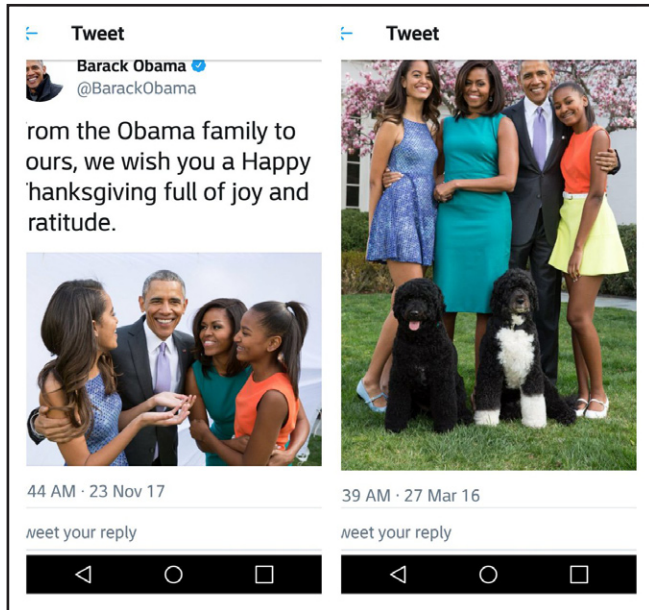 Tweet
Barack Obama
@BarackObama
rom the Obama family to
ours, we wish you a Happy
hanksgiving full of joy and
ratitude.
44 AM · 23 Nov 17
weet your reply
Tweet
39 AM · 27 Mar 16
weet your reply